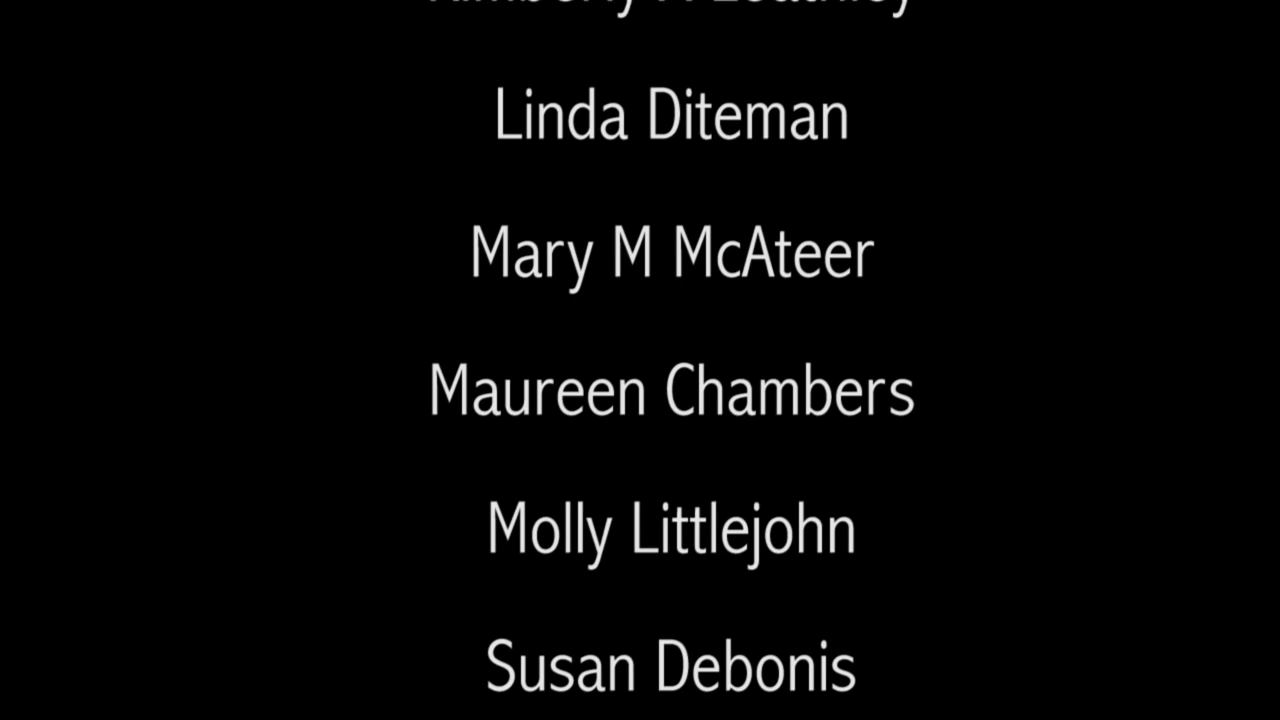 Linda Diteman
Mary M McAteer
Maureen Chambers
Molly Littlejohn
Susan Debonis